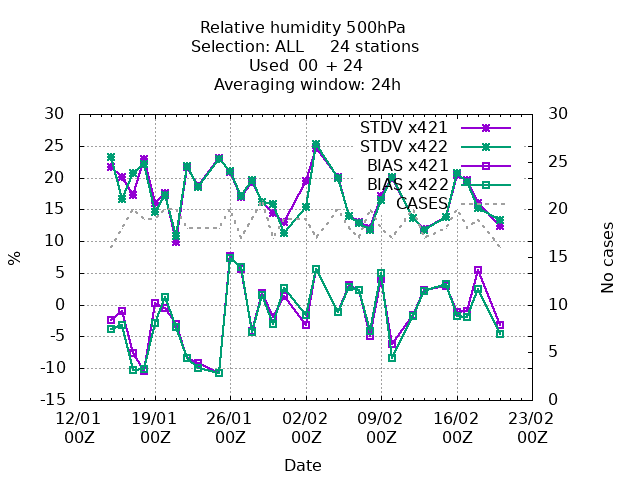 Relative humidity 500hPa
Selection: ALL 24 stations
Used 00 + 24
Averaging window: 24h
30 30
STDV x421
25 STDV x422 25
20 BIAS x421 20
15 BIAS x422
10 CASES 15
5
0 10
-5
-10 5
-15 0
%
No cases
12/01 19/01 26/01 02/02 09/02 16/02 23/02
00Z 00Z 00Z 00Z 00Z 00Z 00Z
Date